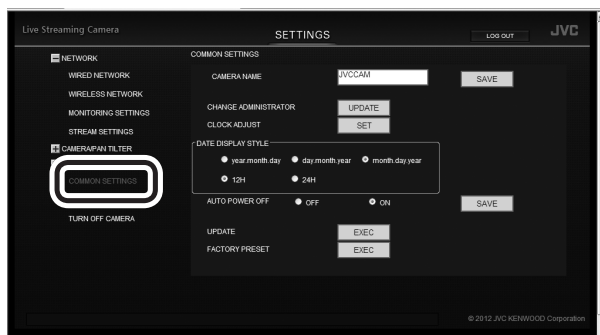 Live Streaming Camera
SETTINGS
LOG OUT
JVC
NETWORK
WIRED NETWORK
WIRELESS NETWORK
MONITORING SETTINGS
STREAM SETTINGS
CAMERA/PAN TILTER
COMMON SETTINGS
TURN OFF CAMERA
COMMON SETTINGS
CAMERA NAME JVCCAM SAVE
CHANGE ADMINISTRATOR UPDATE
CLOCK ADJUST SET
DATE DISPLAY STYLE
year.month.day day.month.year month.day.year
12H 24H
AUTO POWER OFF OFF ON SAVE
UPDATE EXEC
FACTORY PRESET EXEC
© 2012 JVC KENWOOD Corporation